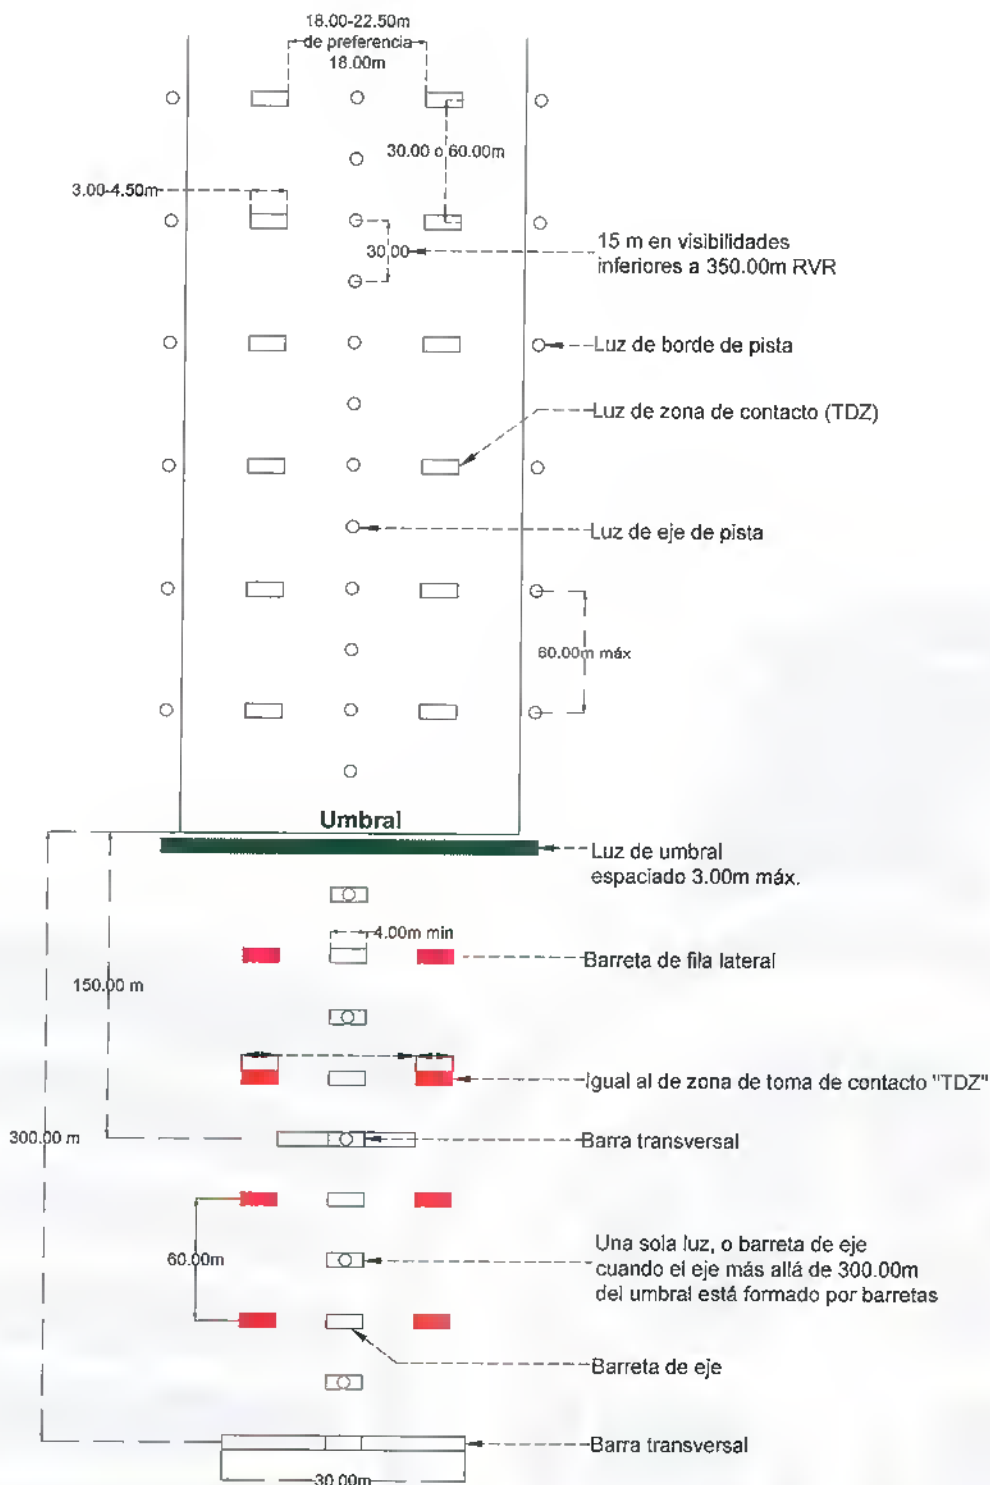 18.00-22.50m
de preferencia
18.00m
30.00 o 60.00m
3.00-4.50m
30.00
15 m en visibilidades
inferiores a 350.00m RVR
Luz de borde de pista
Luz de zona de contacto (TDZ)
Luz de eje de pista
60.00m máx
Umbral
Luz de umbral
espaciado 3.00m máx.
4.00m min
Barreta de fila lateral
150.00 m
Igual al de zona de toma de contacto "TDZ"
300.00 m
Barra transversal
60.00m
Una sola luz, o barreta de eje
cuando el eje más allá de 300.00m
del umbral está formado por barretas
Barreta de eje
Barra transversal
30.00m